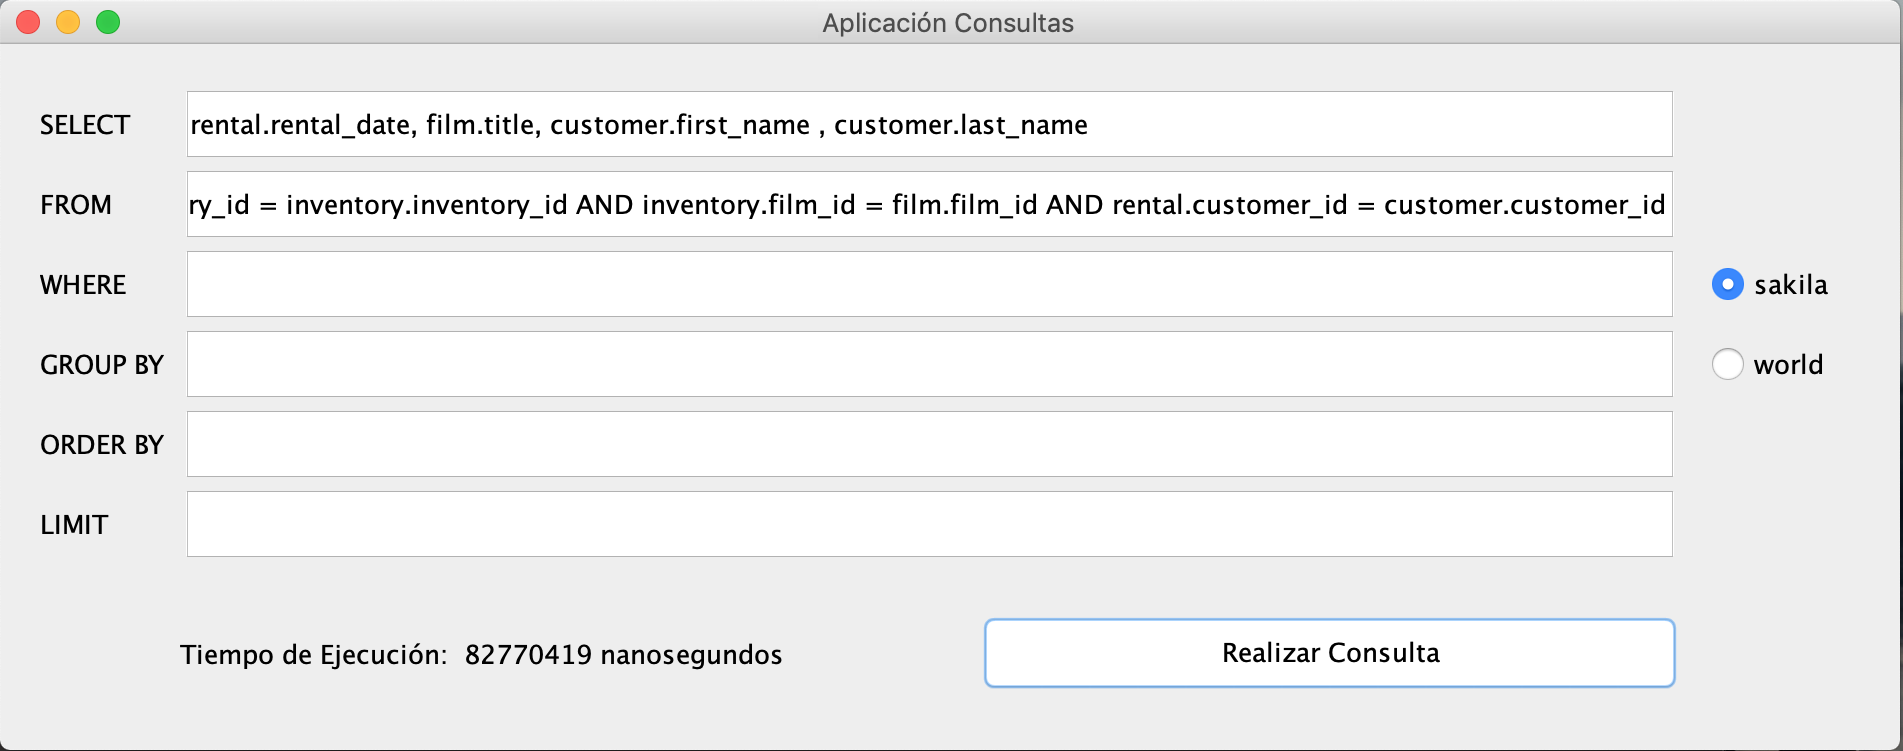 Aplicación Consultas
SELECT rental.rental_date, film.title, customer.first_name , customer.last_name
FROM ry_id = inventory.inventory_id AND inventory.film_id = film.film_id AND rental.customer_id = customer.customer_id
WHERE sakila
GROUP BY world
ORDER BY
LIMIT
Tiempo de Ejecución: 82770419 nanosegundos Realizar Consulta